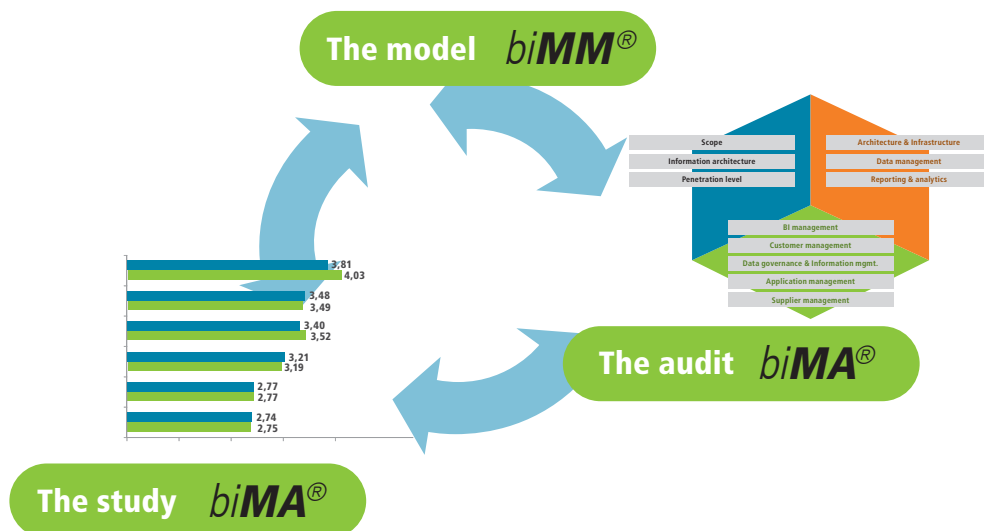 The model biMM®
Scope
Information architecture
Penetration level
Architecture & Infrastructure
Data management
Reporting & analytics
BI management
Customer management
Data governance & Information mgmt.
Application management
Supplier management
3,81
4,03
3,48
3,49
3,40
3,52
3,21
3,19
2,77
2,77
2,74
2,75
The audit biMA®
The study biMA®